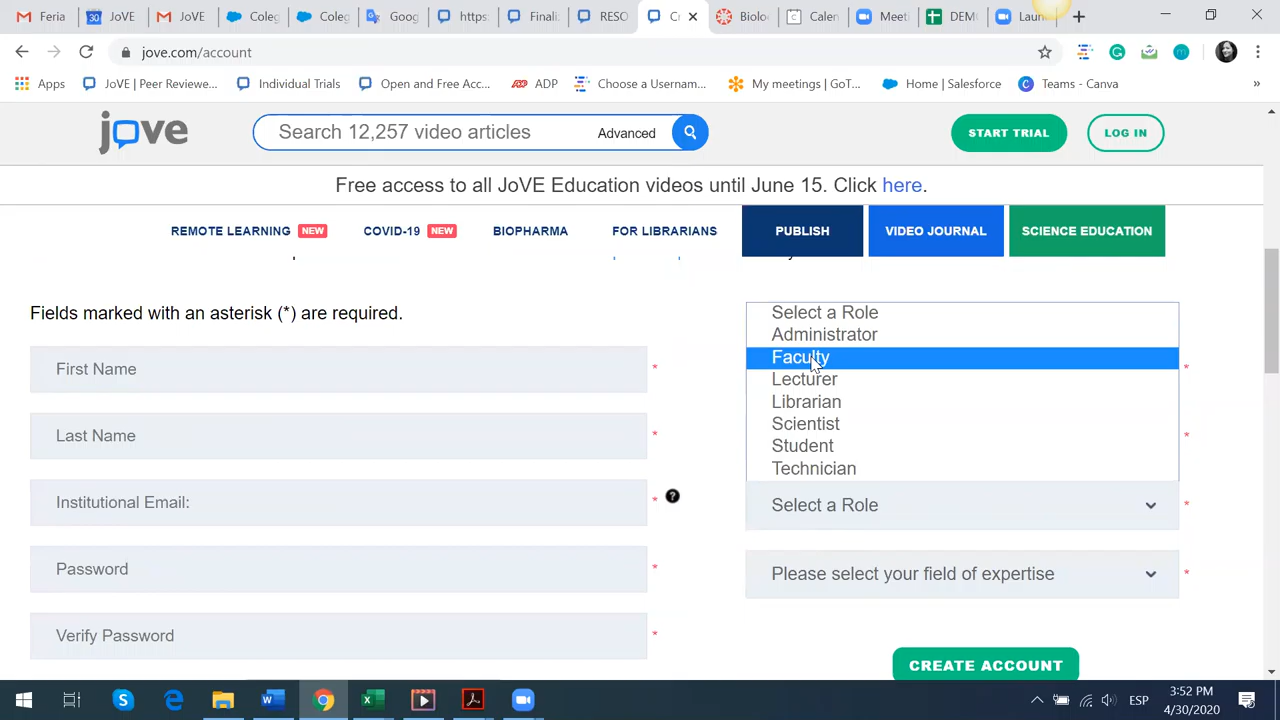 Feria
JOVE
JoVE
Coleg
Coleg
Goog
https:
Finali
RESO
Cr
Biolo
Calen
Meeti
DEM
Laun
jove.com/account
Apps
JoVE | Peer Reviewe...
Individual Trials
Open and Free Acc...
ADP
Choose a Usernam...
My meetings | GoT...
Home | Salesforce
Teams - Canva
»
jove
Search 12,257 video articles
Advanced
START TRIAL
LOG IN
Free access to all JoVE Education videos until June 15. Click here.
REMOTE LEARNING NEW
COVID-19 NEW
BIOPHARMA
FOR LIBRARIANS
PUBLISH
VIDEO JOURNAL
SCIENCE EDUCATION
Fields marked with an asterisk (*) are required.
First Name *
Last Name *
Institutional Email: * ?
Password *
Verify Password *
Select a Role
Administrator
Faculty
Lecturer
Librarian
Scientist
Student
Technician
*
*
Select a Role *
Please select your field of expertise *
CREATE ACCOUNT
ESP
3:52 PM
4/30/2020